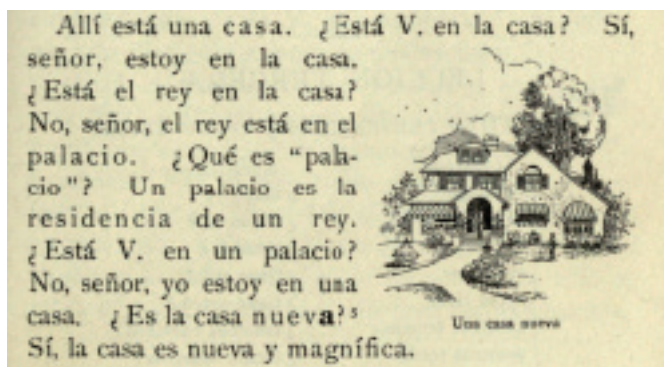 Allí está una casa. ¿Está V. en la casa? Sí,
señor, estoy en la casa.
¿Está el rey en la casa?
No, señor, el rey está en el
palacio. ¿Qué es “pala-
cio”? Un palacio es la
residencia de un rey.
¿Está V. en un palacio?
No, señor, yo estoy en una
casa. ¿Es la casa nueva?⁵
Sí, la casa es nueva y magnífica.
Una casa nueva